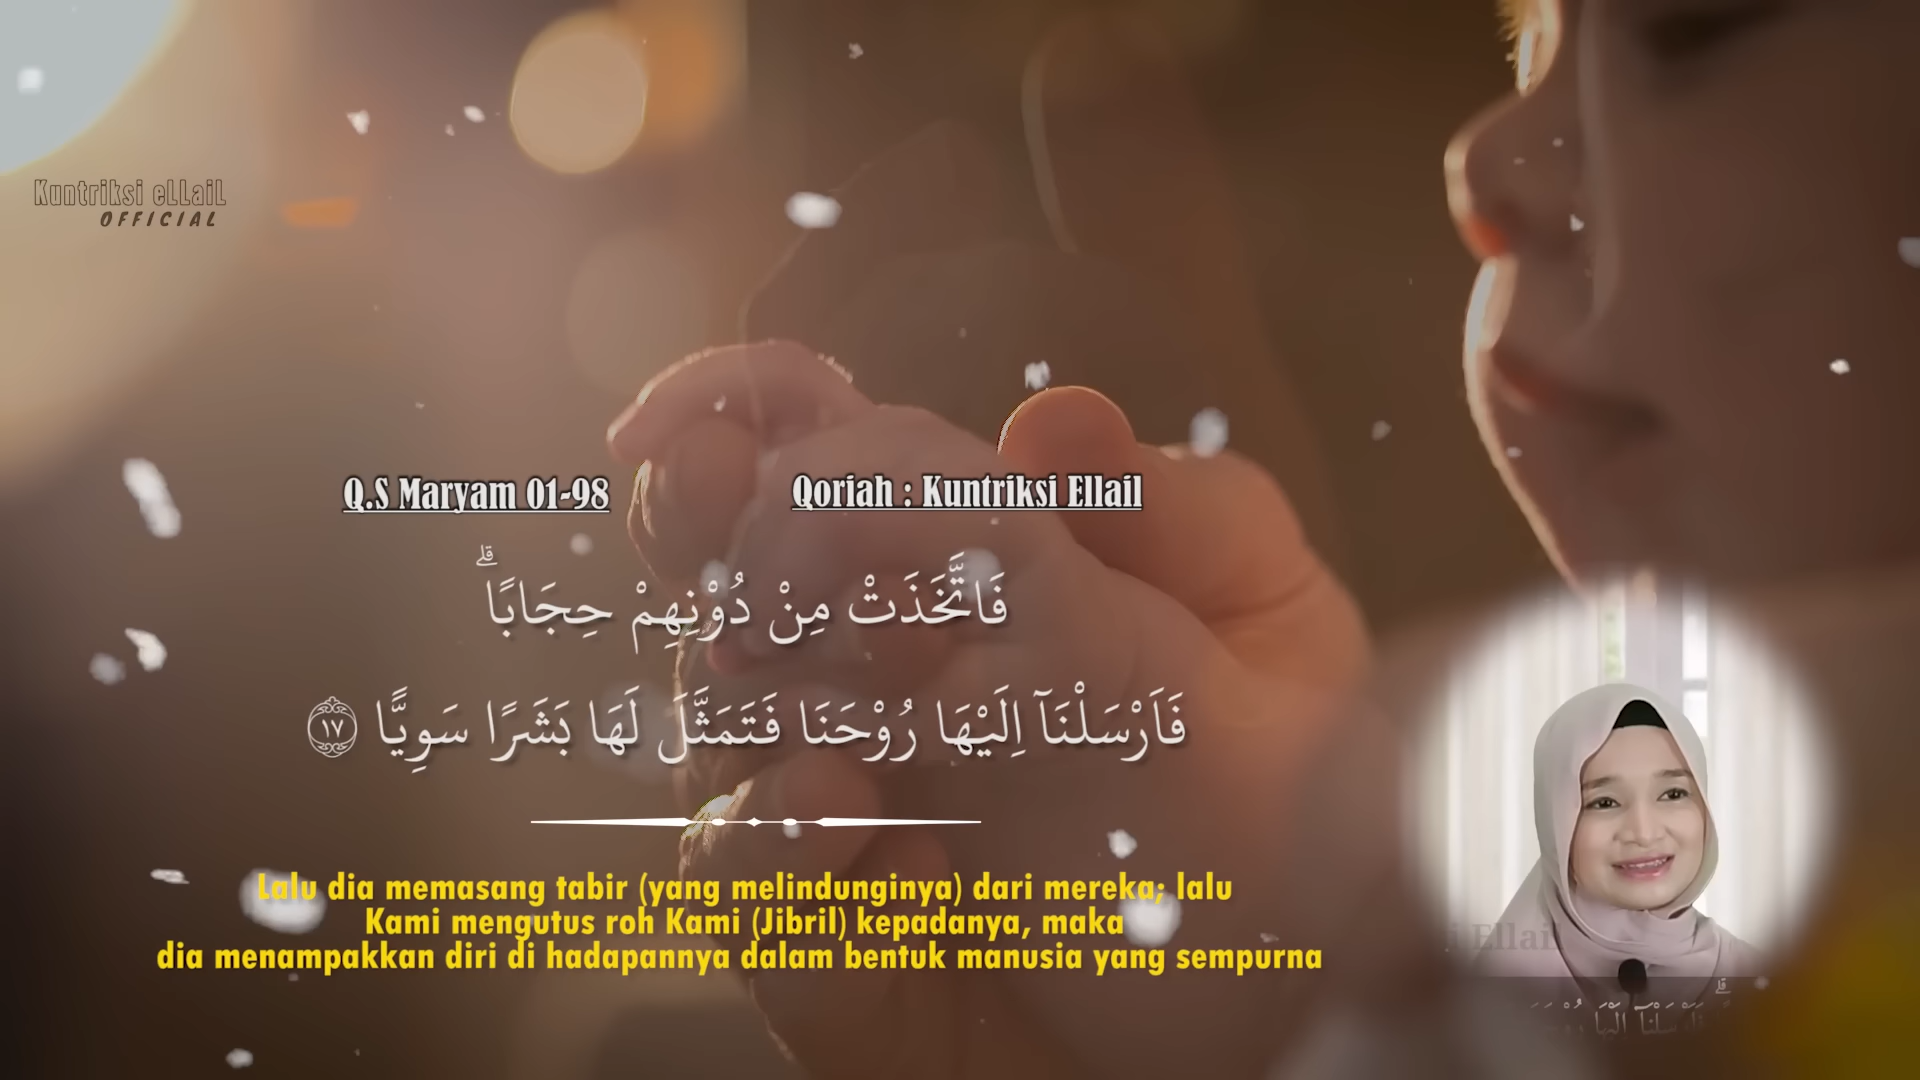 Kuntriksi eLLaiL
OFFICIAL
Q.S Maryam 01-98
Qoriah : Kuntriksi Ellail
فَاتَّخَذَتْ مِنْ دُوْنِهِمْ حِجَابًاۗ
فَاَرْسَلْنَآ اِلَيْهَا رُوْحَنَا فَتَمَثَّلَ لَهَا بَشَرًا سَوِيًّا ١٧
Lalu dia memasang tabir (yang melindunginya) dari mereka; lalu
Kami mengutus roh Kami (Jibril) kepadanya, maka
dia menampakkan diri di hadapannya dalam bentuk manusia yang sempurna
Ellail